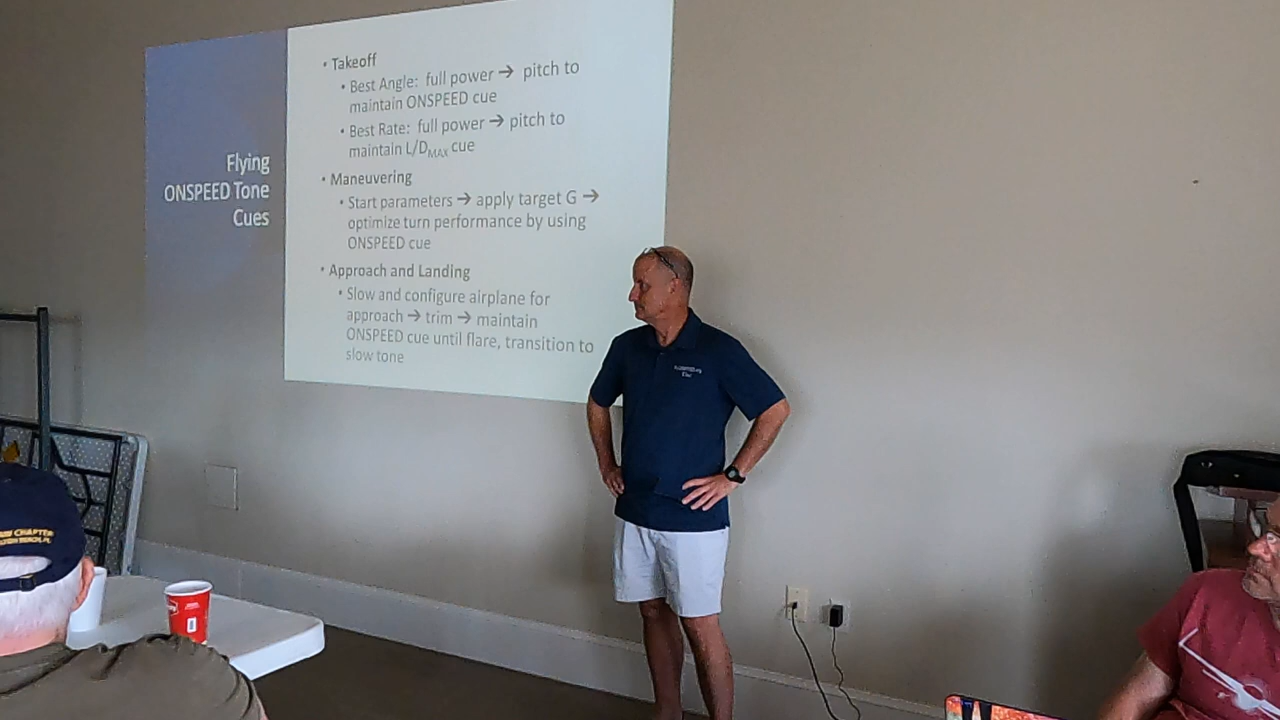 Flying
ONSPEED Tone
Cues
• Takeoff
• Best Angle: full power → pitch to
maintain ONSPEED cue
• Best Rate: full power → pitch to
maintain L/DMAX cue
• Maneuvering
• Start parameters → apply target G →
optimize turn performance by using
ONSPEED cue
• Approach and Landing
• Slow and configure airplane for
approach → trim → maintain
ONSPEED cue until flare, transition to
slow tone
CHAPTER